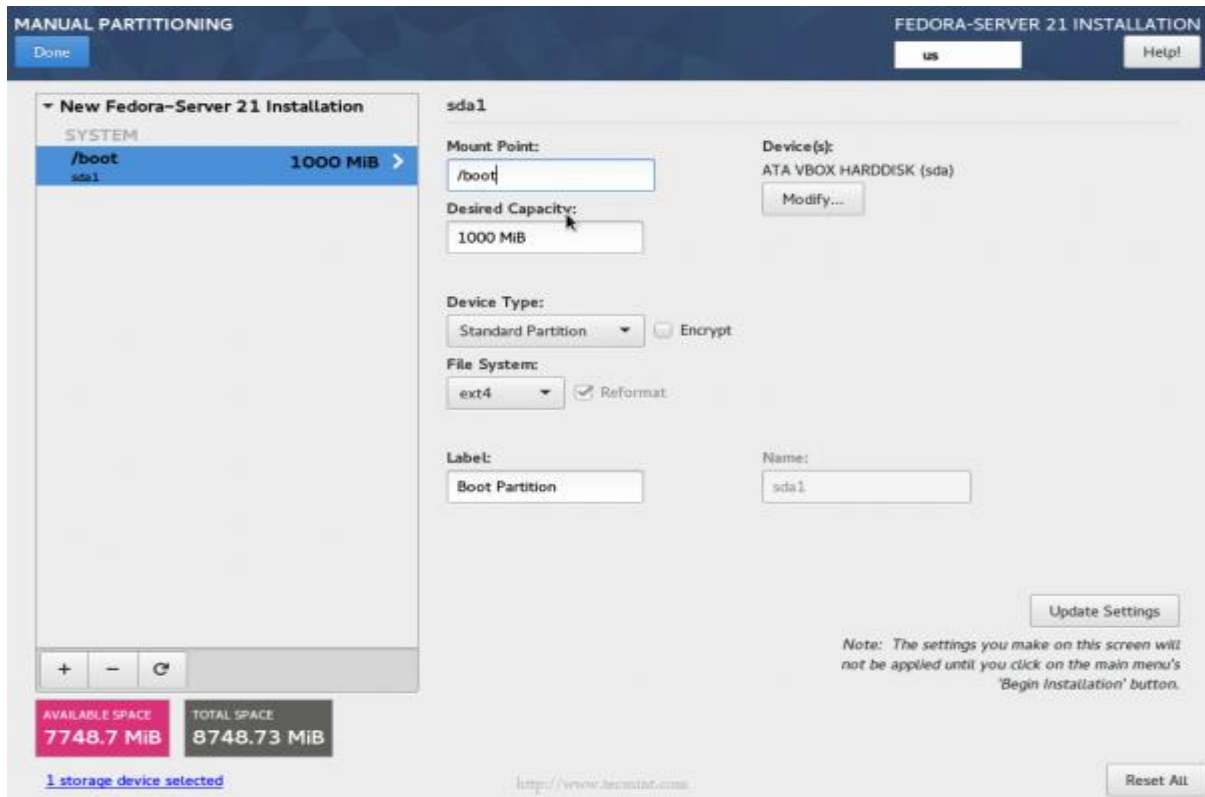 MANUAL PARTITIONING
FEDORA-SERVER 21 INSTALLATION
Done
us
Help!
New Fedora-Server 21 Installation
SYSTEM
/boot
1000 MiB
sda1
sda1
Mount Point:
/boot
Device(s):
ATA VBOX HARDDISK (sda)
Modify...
Desired Capacity:
1000 MiB
Device Type:
Standard Partition
Encrypt
File System:
ext4
Reformat
Label:
Boot Partition
Name:
sda1
Update Settings
Note: The settings you make on this screen will
not be applied until you click on the main menu's
'Begin Installation' button.
+ −
AVAILABLE SPACE
7748.7 MiB
TOTAL SPACE
8748.73 MiB
1 storage device selected
http://www.tecmint.com
Reset All